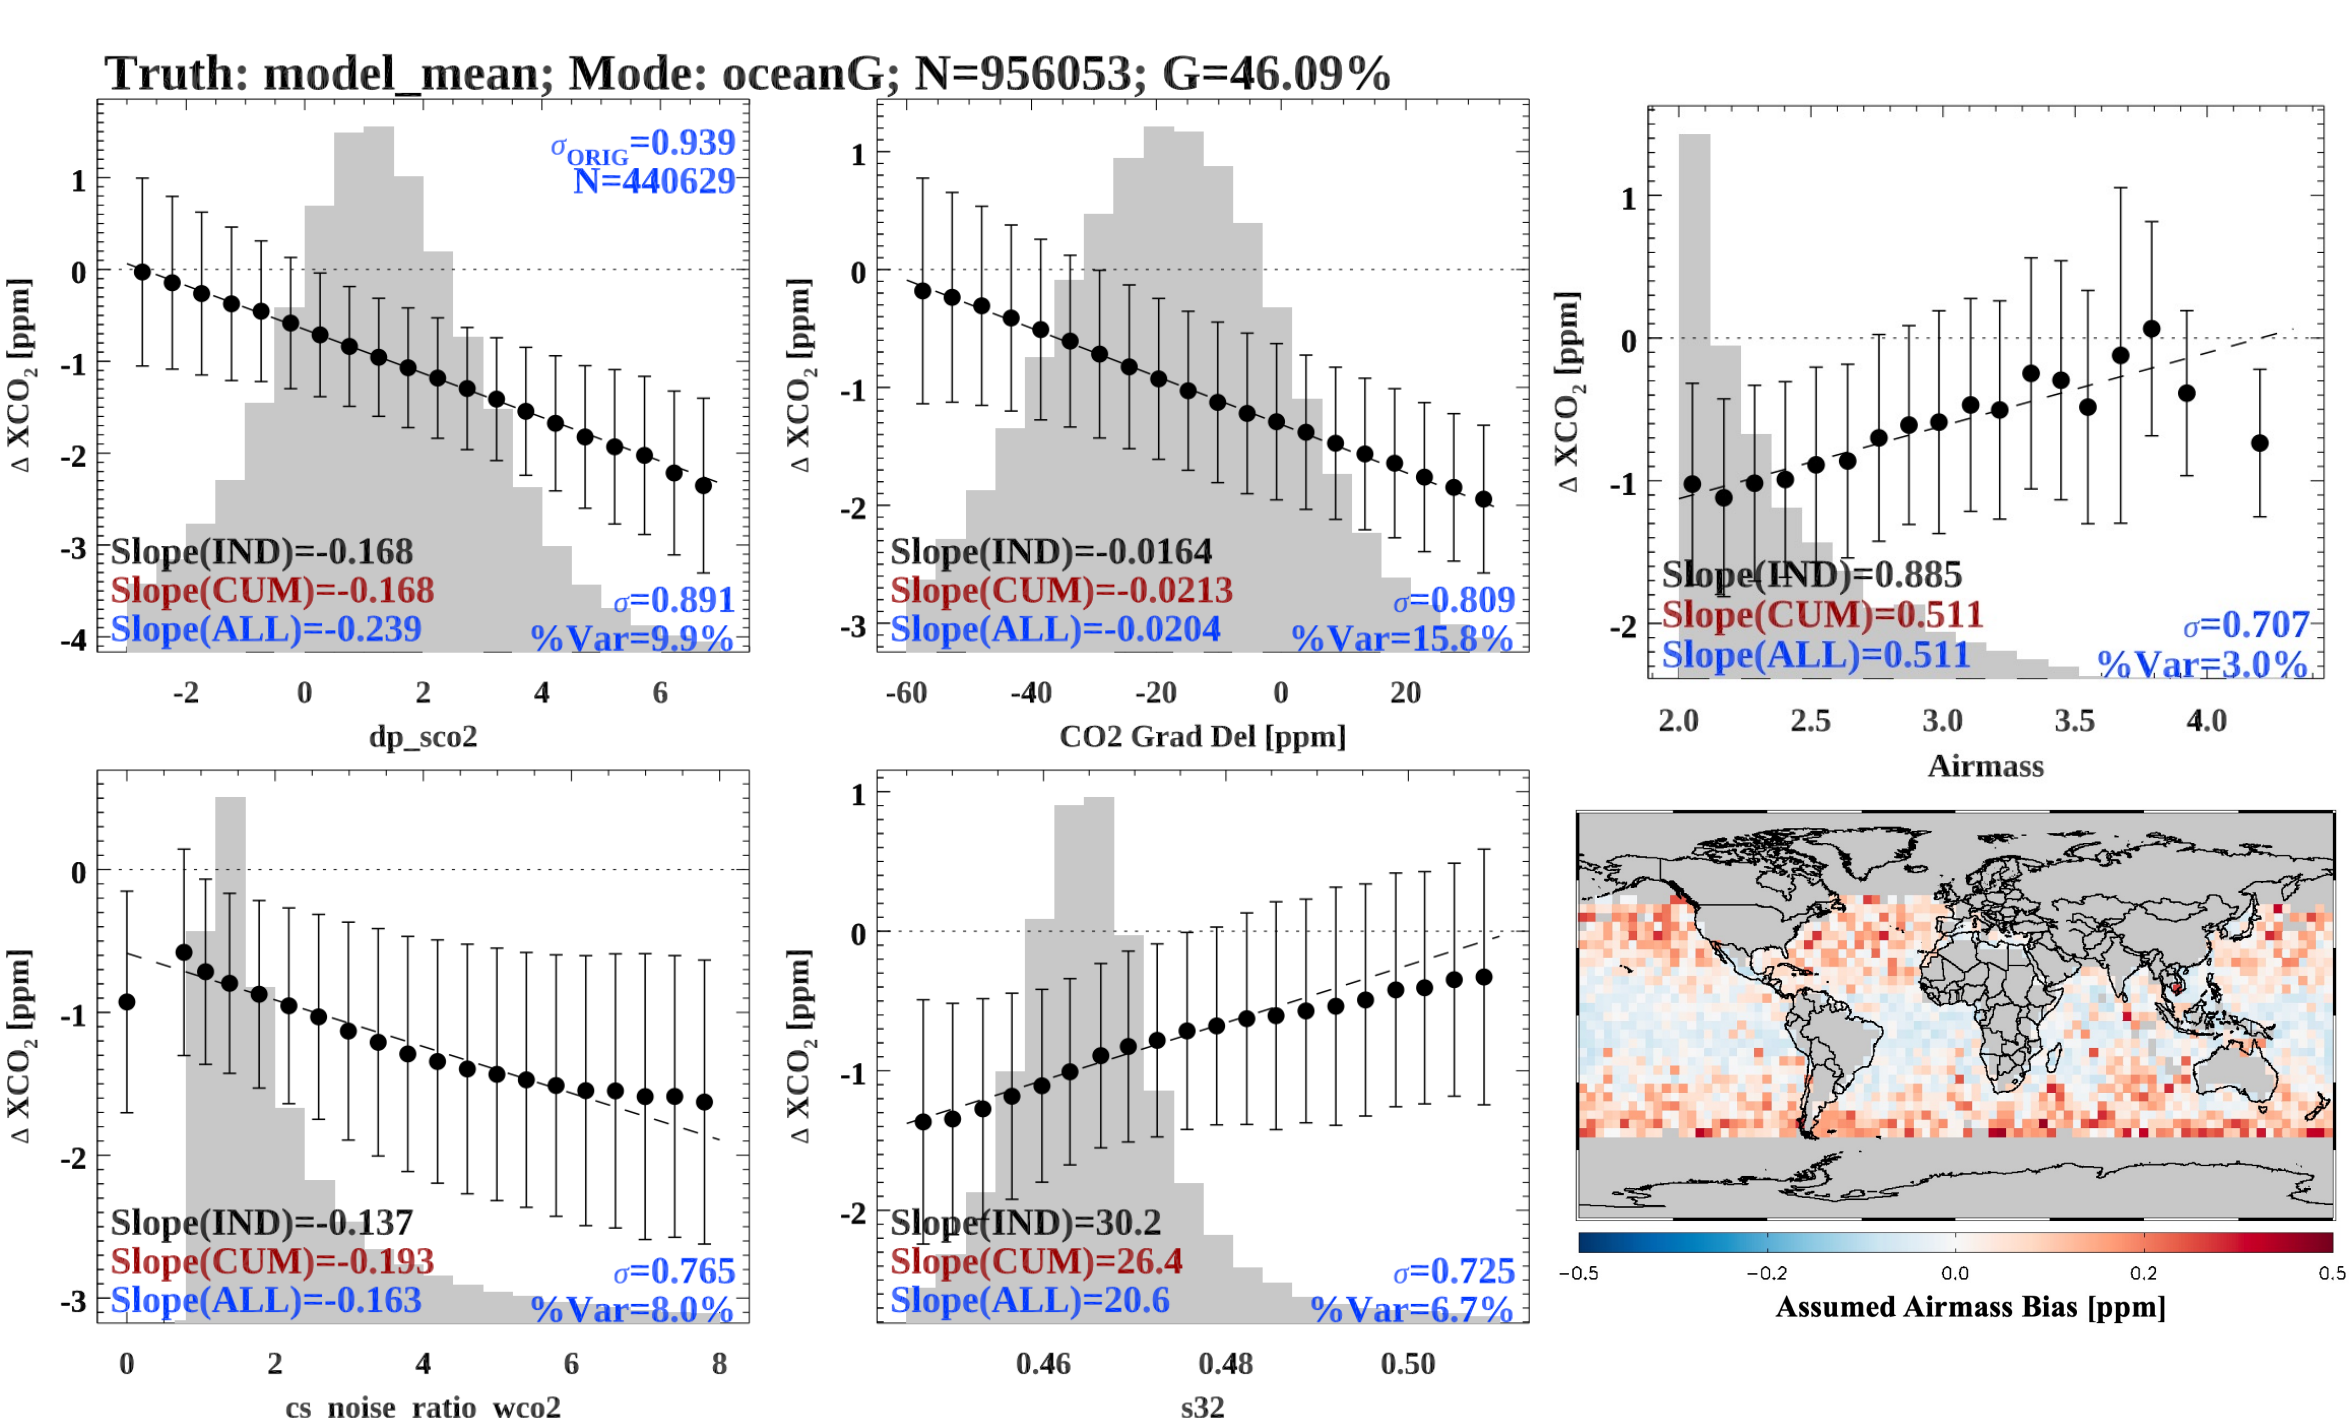 Truth: model_mean; Mode: oceanG; N=956053; G=46.09%
1
0
-1
-2
-3
-4
Δ XCO2 [ppm]
σORIG=0.939
N=440629
Slope(IND)=-0.168
Slope(CUM)=-0.168
Slope(ALL)=-0.239
σ=0.891
%Var=9.9%
-2 0 2 4 6
dp_sco2
1
0
-1
-2
-3
Δ XCO2 [ppm]
Slope(IND)=-0.0164
Slope(CUM)=-0.0213
Slope(ALL)=-0.0204
σ=0.809
%Var=15.8%
-60 -40 -20 0 20
CO2 Grad Del [ppm]
1
0
-1
-2
Δ XCO2 [ppm]
Slope(IND)=0.885
Slope(CUM)=0.511
Slope(ALL)=0.511
σ=0.707
%Var=3.0%
2.0 2.5 3.0 3.5 4.0
Airmass
0
-1
-2
-3
Δ XCO2 [ppm]
Slope(IND)=-0.137
Slope(CUM)=-0.193
Slope(ALL)=-0.163
σ=0.765
%Var=8.0%
0 2 4 6 8
cs_noise_ratio_wco2
1
0
-1
-2
Δ XCO2 [ppm]
Slope(IND)=30.2
Slope(CUM)=26.4
Slope(ALL)=20.6
σ=0.725
%Var=6.7%
0.46 0.48 0.50
s32
−0.5 −0.2 0.0 0.2 0.5
Assumed Airmass Bias [ppm]